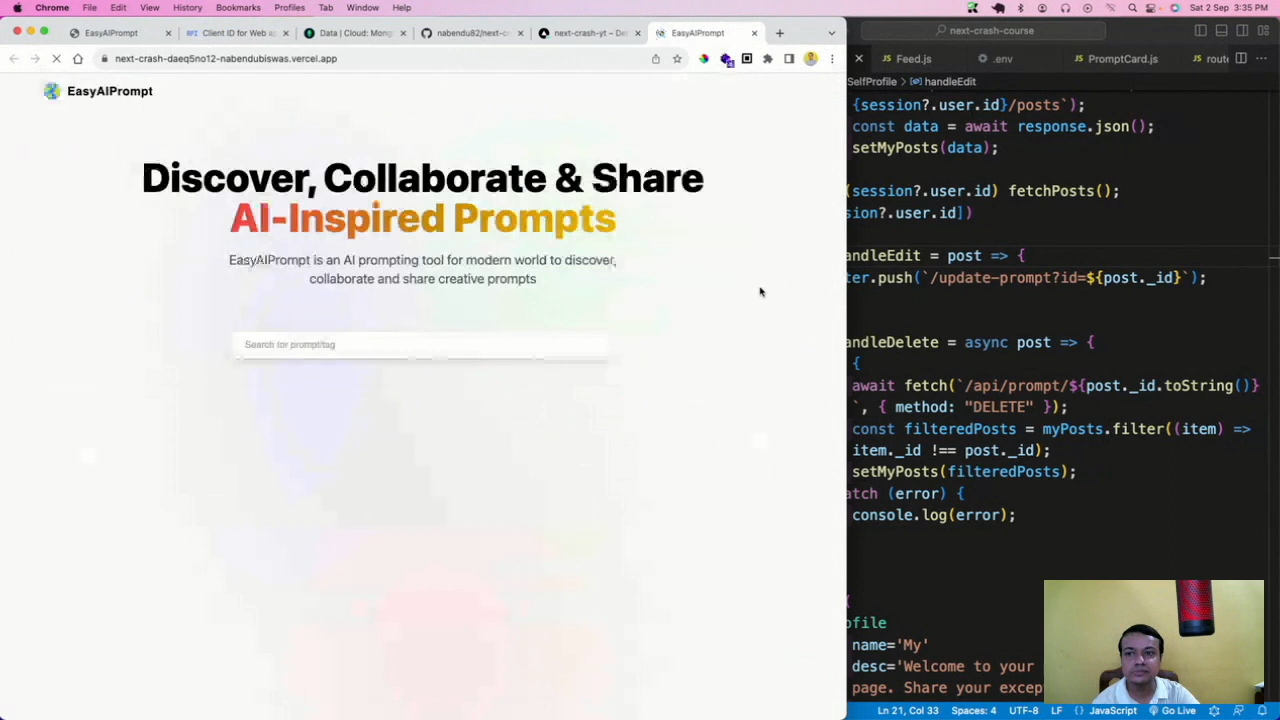 Chrome File Edit View History Bookmarks Profiles Tab Window Help
Sat 2 Sep 3:35 PM
EasyAIPrompt
Client ID for Web a
Data | Cloud: Mong
nabendu82/next-c
next-crash-yt – De
EasyAIPrompt
next-crash-daeq5no12-nabendubiswas.vercel.app
EasyAIPrompt
Discover, Collaborate & Share
AI-Inspired Prompts
EasyAIPrompt is an AI prompting tool for modern world to discover,
collaborate and share creative prompts
Search for prompt/tag
next-crash-course
Feed.js
.env
PromptCard.js
route
SelfProfile > handleEdit
{session?.user.id}/posts`);
const data = await response.json();
setMyPosts(data);
(session?.user.id) fetchPosts();
sion?.user.id])
andleEdit = post => {
ter.push(`/update-prompt?id=${post._id}`);
andleDelete = async post => {
{
await fetch(`/api/prompt/${post._id.toString()}
`, { method: "DELETE" });
const filteredPosts = myPosts.filter((item) =>
item._id !== post._id);
setMyPosts(filteredPosts);
atch (error) {
console.log(error);
(
ofile
name='My'
desc='Welcome to your
page. Share your excep
Ln 21, Col 33 Spaces: 4 UTF-8 LF {} JavaScript Go Live